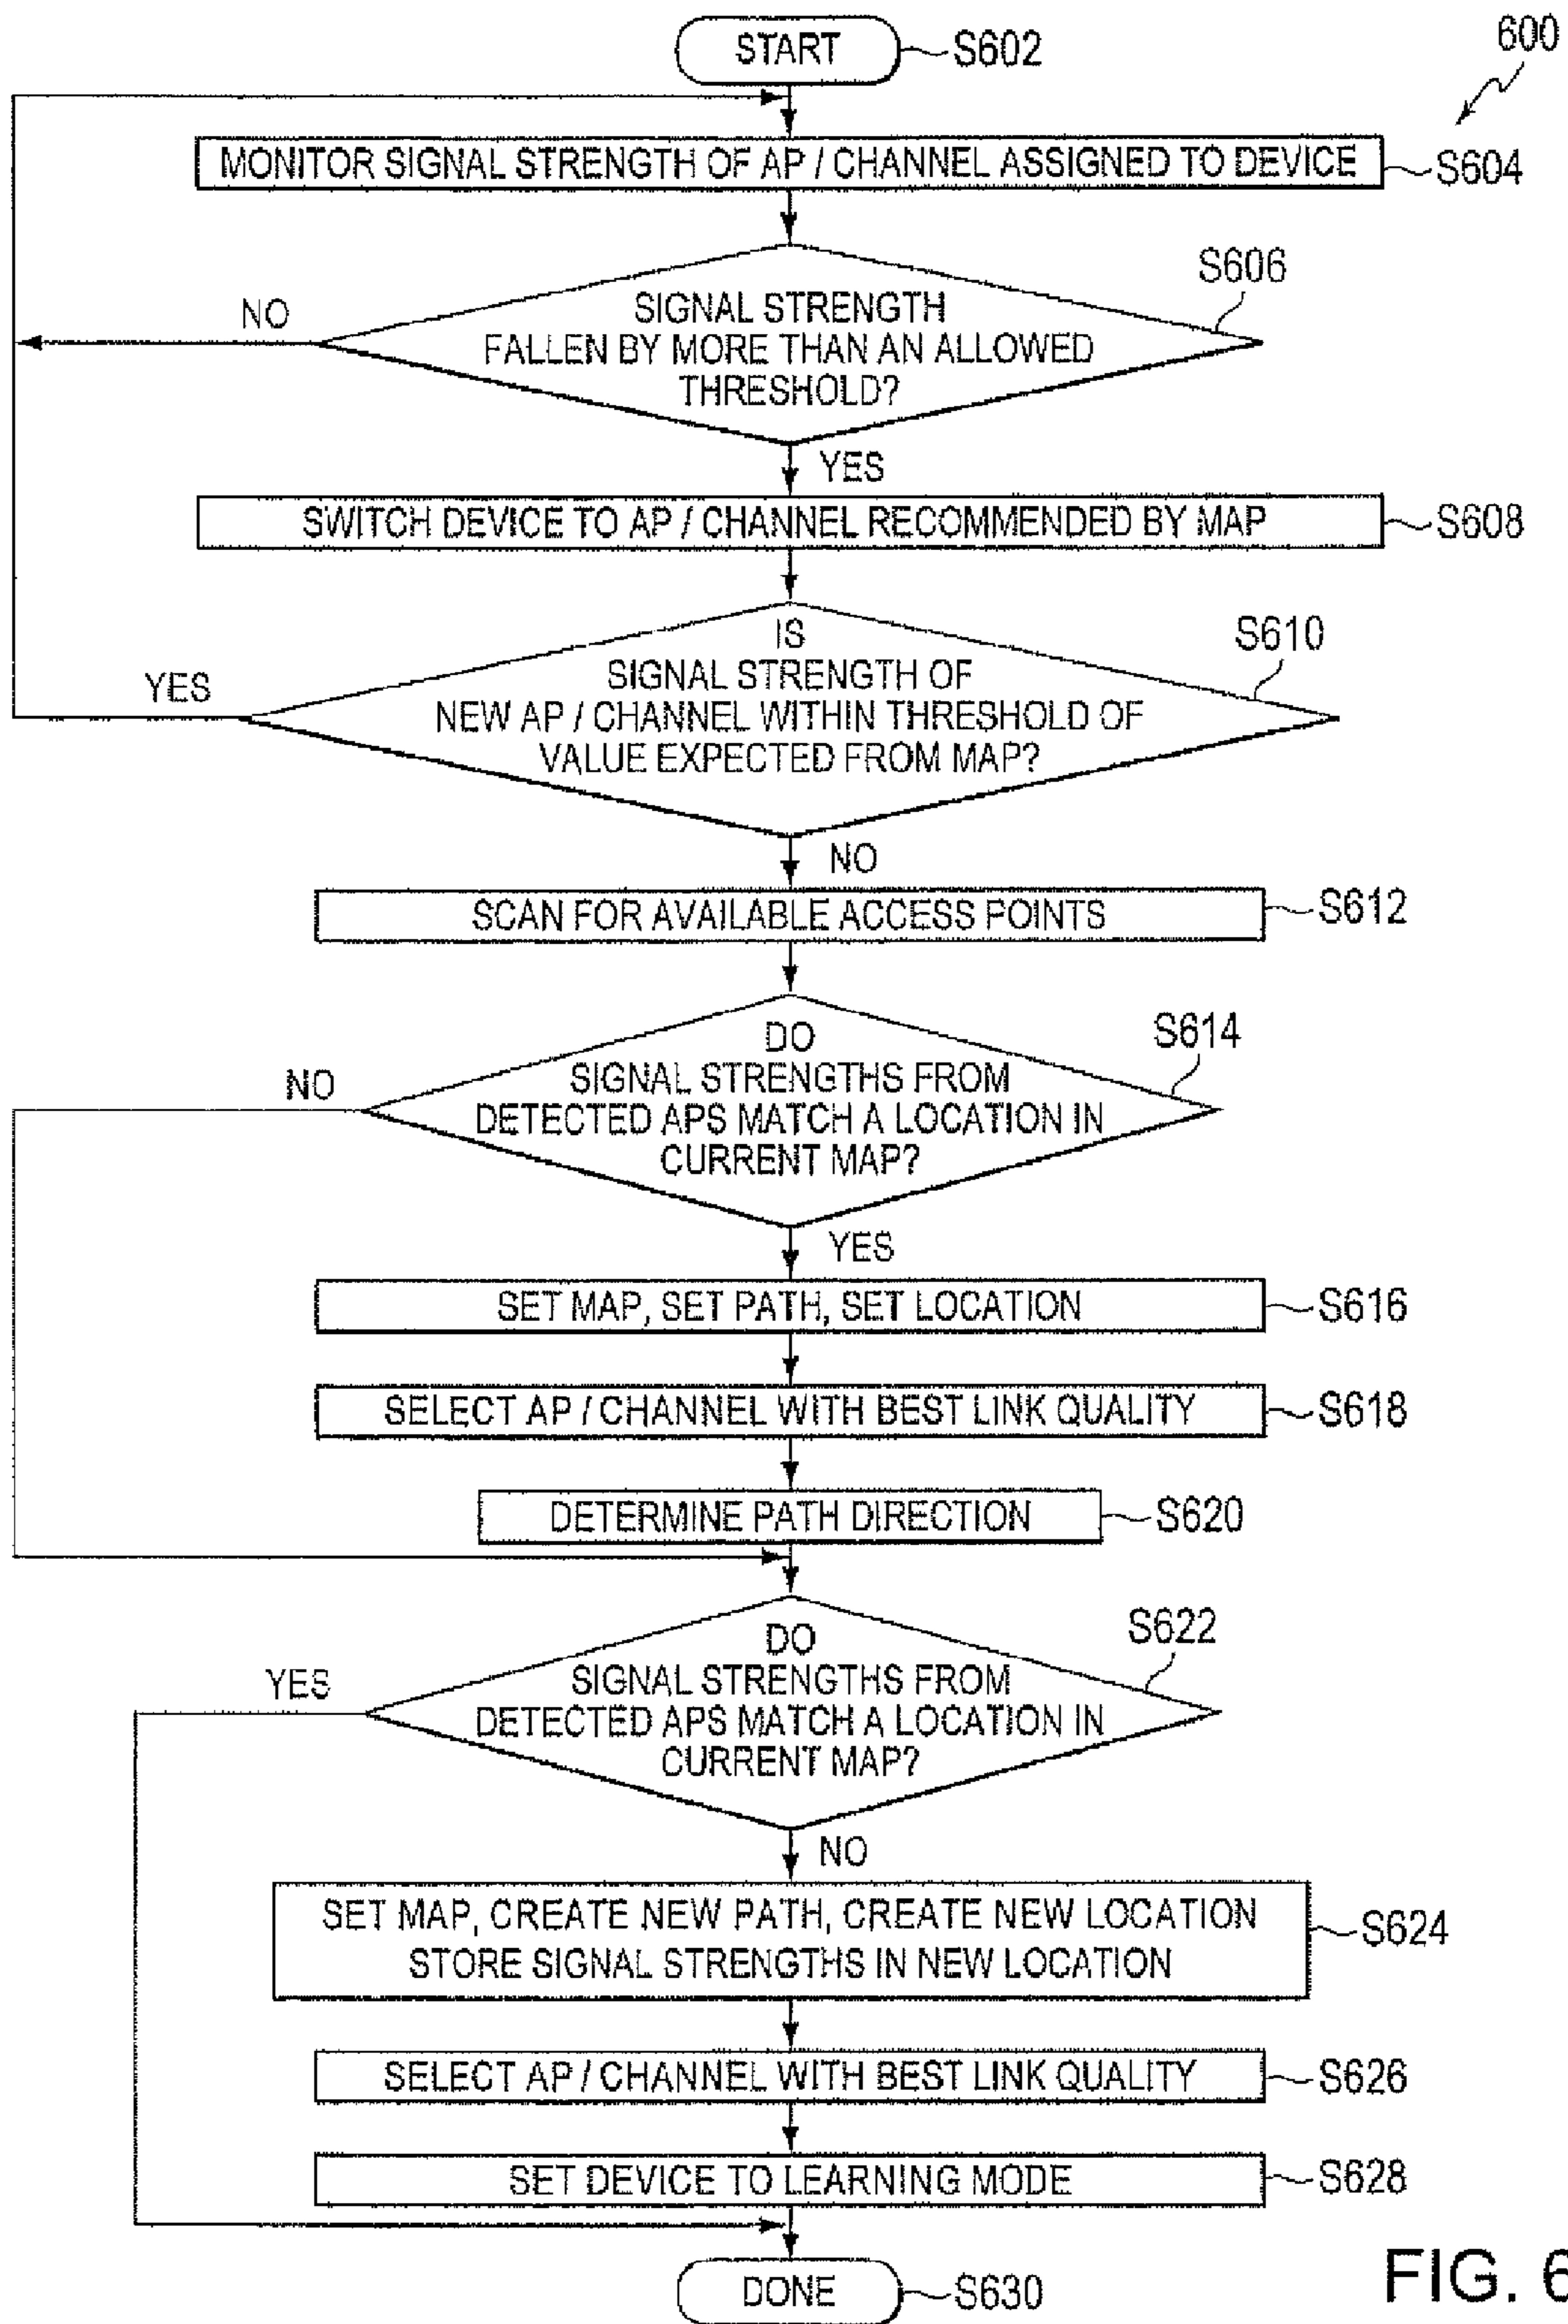 START
S602
600
MONITOR SIGNAL STRENGTH OF AP / CHANNEL ASSIGNED TO DEVICE
S604
S606
SIGNAL STRENGTH
FALLEN BY MORE THAN AN ALLOWED
THRESHOLD?
NO
YES
SWITCH DEVICE TO AP / CHANNEL RECOMMENDED BY MAP
S608
IS
SIGNAL STRENGTH OF
NEW AP / CHANNEL WITHIN THRESHOLD OF
VALUE EXPECTED FROM MAP?
S610
YES
NO
SCAN FOR AVAILABLE ACCESS POINTS
S612
DO
SIGNAL STRENGTHS FROM
DETECTED APS MATCH A LOCATION IN
CURRENT MAP?
S614
NO
YES
SET MAP, SET PATH, SET LOCATION
S616
SELECT AP / CHANNEL WITH BEST LINK QUALITY
S618
DETERMINE PATH DIRECTION
S620
DO
SIGNAL STRENGTHS FROM
DETECTED APS MATCH A LOCATION IN
CURRENT MAP?
S622
YES
NO
SET MAP, CREATE NEW PATH, CREATE NEW LOCATION
STORE SIGNAL STRENGTHS IN NEW LOCATION
S624
SELECT AP / CHANNEL WITH BEST LINK QUALITY
S626
SET DEVICE TO LEARNING MODE
S628
DONE
S630
FIG. 6